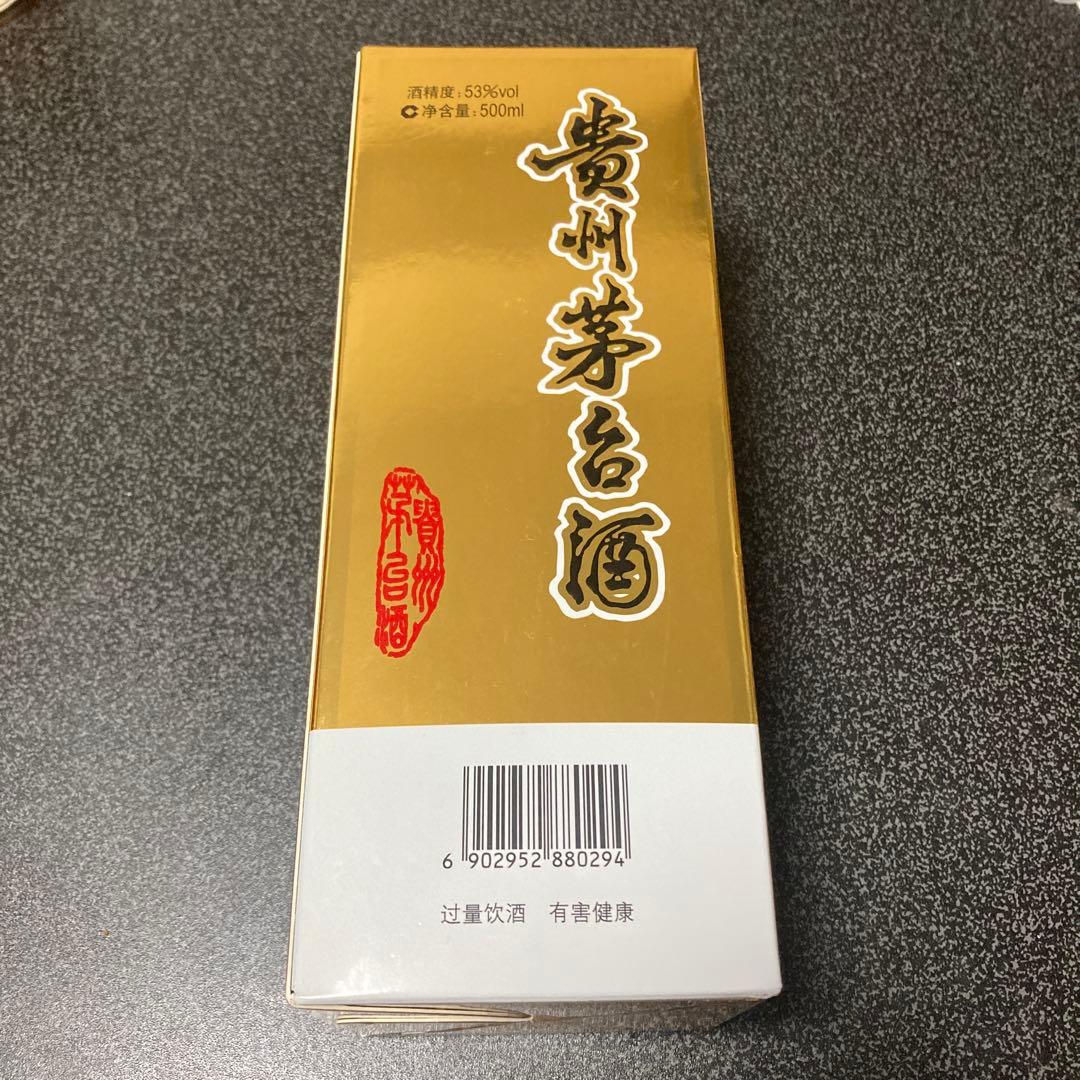 酒精度:53%vol
净含量:500ml
贵州茅台酒
貴州
茅台酒
6 902952 880294
过量饮酒 有害健康